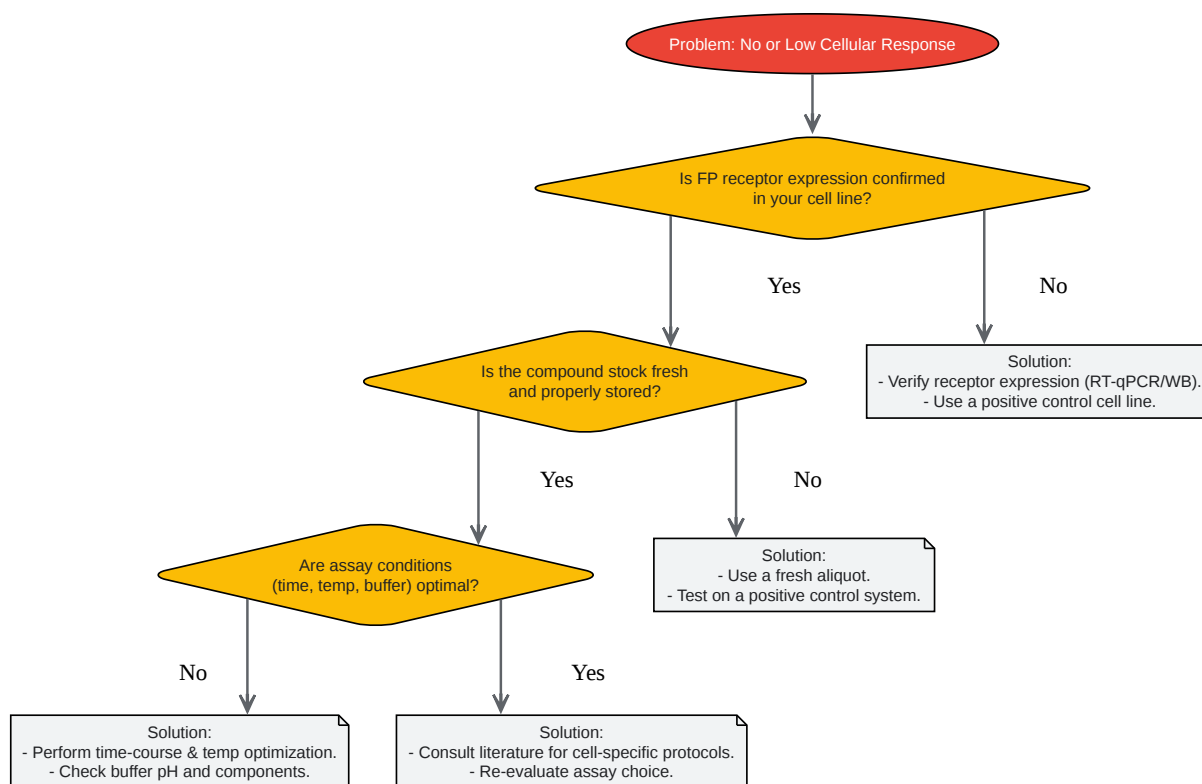 Problem: No or Low Cellular Response
Is FP receptor expression confirmed
in your cell line?
Yes
No
Solution:
- Verify receptor expression (RT-qPCR/WB).
- Use a positive control cell line.
Is the compound stock fresh
and properly stored?
Yes
No
Solution:
- Use a fresh aliquot.
- Test on a positive control system.
Are assay conditions
(time, temp, buffer) optimal?
No
Yes
Solution:
- Perform time-course & temp optimization.
- Check buffer pH and components.
Solution:
- Consult literature for cell-specific protocols.
- Re-evaluate assay choice.